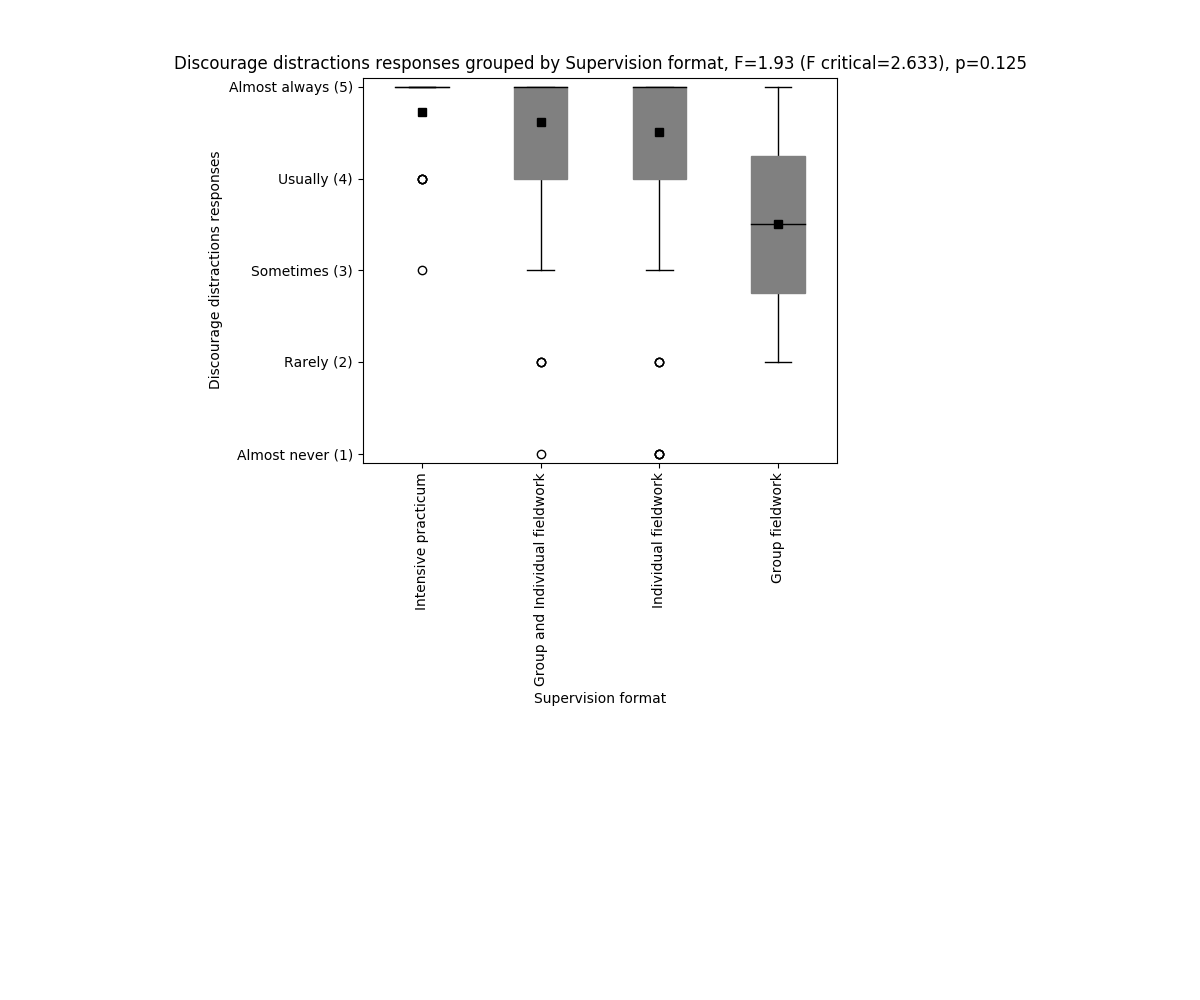 Discourage distractions responses grouped by Supervision format, F=1.93 (F critical=2.633), p=0.125
Discourage distractions responses
Almost always (5)
Usually (4)
Sometimes (3)
Rarely (2)
Almost never (1)
Intensive practicum
Group and Individual fieldwork
Individual fieldwork
Group fieldwork
Supervision format